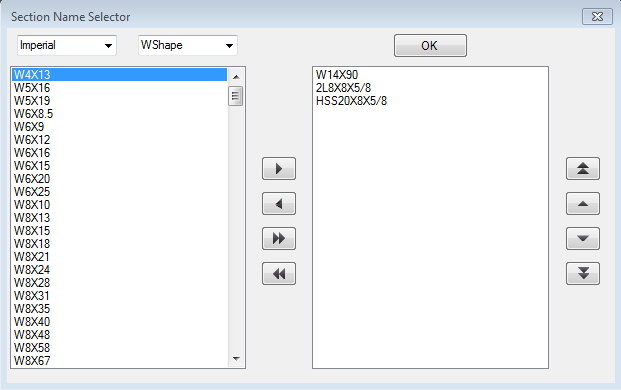 Section Name Selector
Imperial
WShape
OK
W4X13
W5X16
W5X19
W6X8.5
W6X9
W6X12
W6X16
W6X15
W6X20
W6X25
W8X10
W8X13
W8X15
W8X18
W8X21
W8X24
W8X28
W8X31
W8X35
W8X40
W8X48
W8X58
W8X67
W14X90
2L8X8X5/8
HSS20X8X5/8